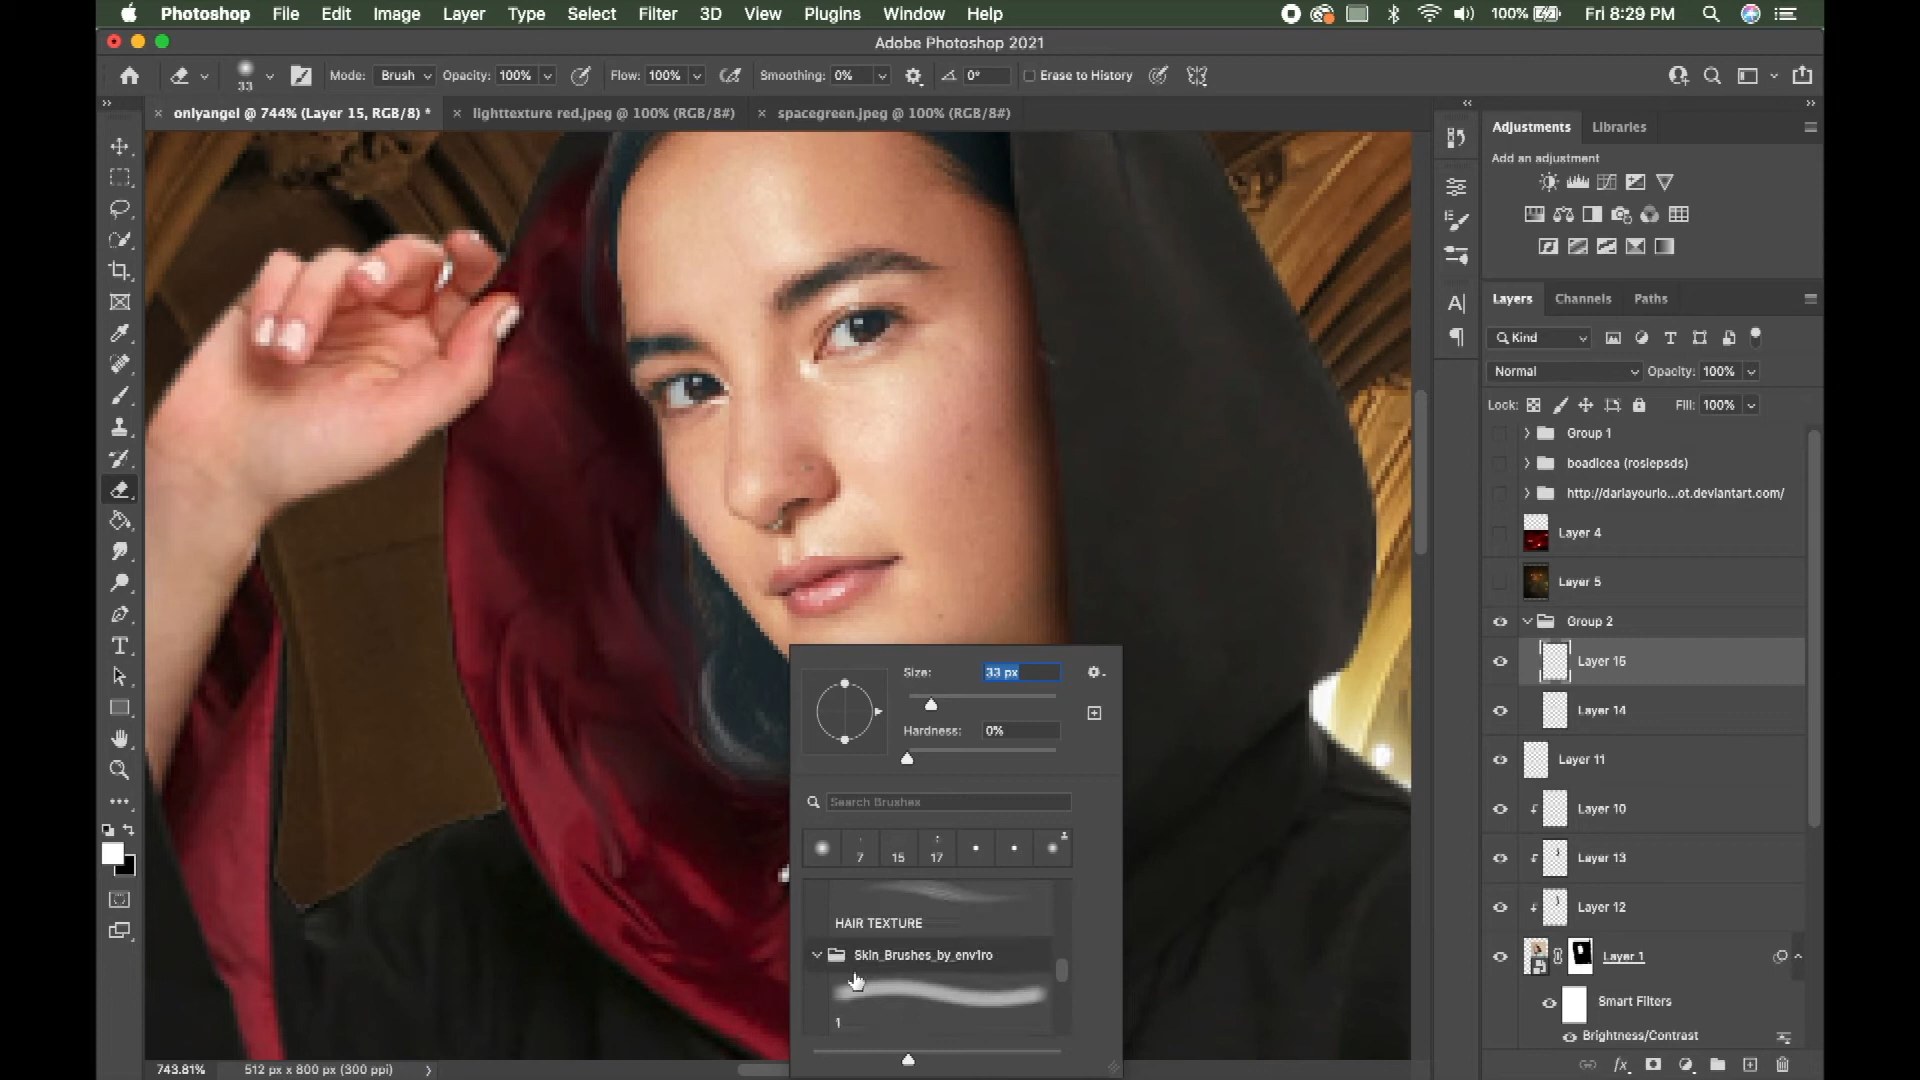 Photoshop File Edit Image Layer Type Select Filter 3D View Plugins Window Help 100% Fri 8:29 PM
Adobe Photoshop 2021
33 Mode: Brush Opacity: 100% Flow: 100% Smoothing: 0% 0° Erase to History
onlyangel @ 744% (Layer 15, RGB/8) * lighttexture red.jpeg @ 100% (RGB/8#) spacegreen.jpeg @ 100% (RGB/8#)
Adjustments Libraries
Add an adjustment
Layers Channels Paths
Kind
Normal Opacity: 100%
Lock: Fill: 100%
Group 1
boadicea (rosiepsds)
http://darlayourlo...ot.deviantart.com/
Layer 4
Layer 5
Group 2
Layer 15
Layer 14
Layer 11
Layer 10
Layer 13
Layer 12
Layer 1
Smart Filters
Brightness/Contrast
Size: 33 px
Hardness: 0%
Search Brushes
7 15 17
HAIR TEXTURE
Skin_Brushes_by_env1ro
1
743.81% 512 px x 800 px (300 ppi)